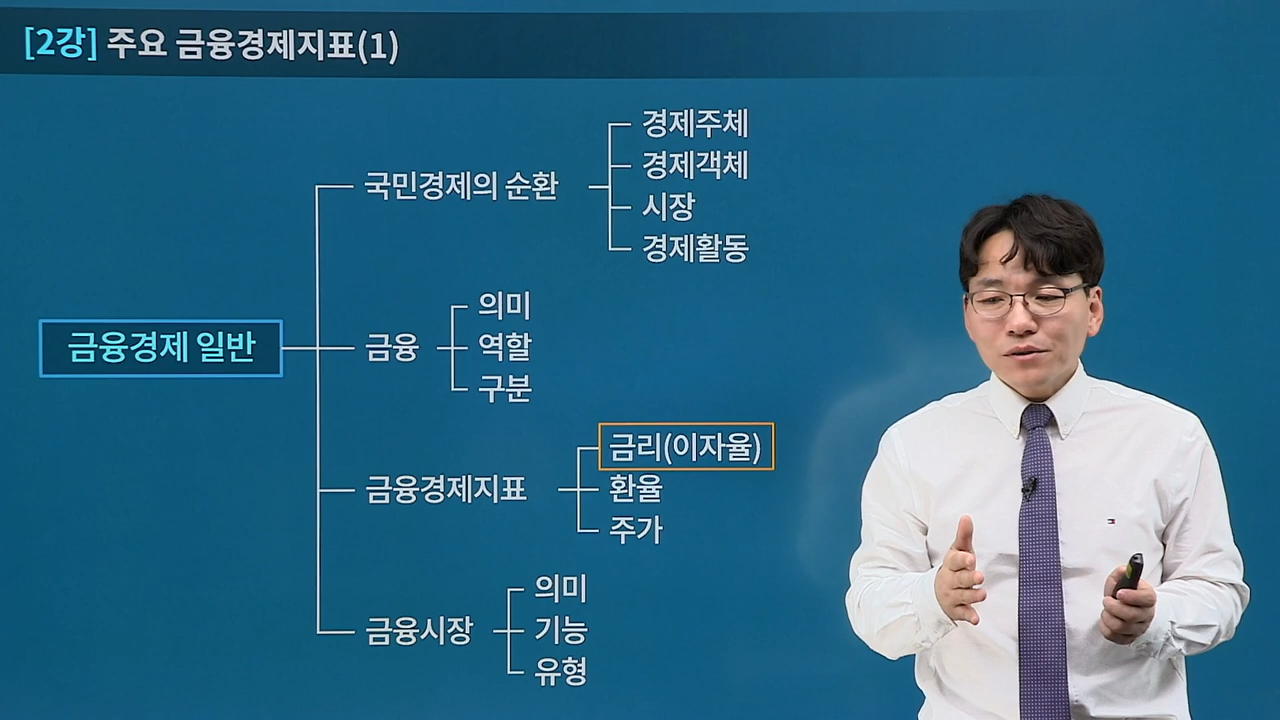 [2강] 주요 금융경제지표(1)
금융경제 일반
국민경제의 순환
경제주체
경제객체
시장
경제활동
금융
의미
역할
구분
금융경제지표
금리(이자율)
환율
주가
금융시장
의미
기능
유형